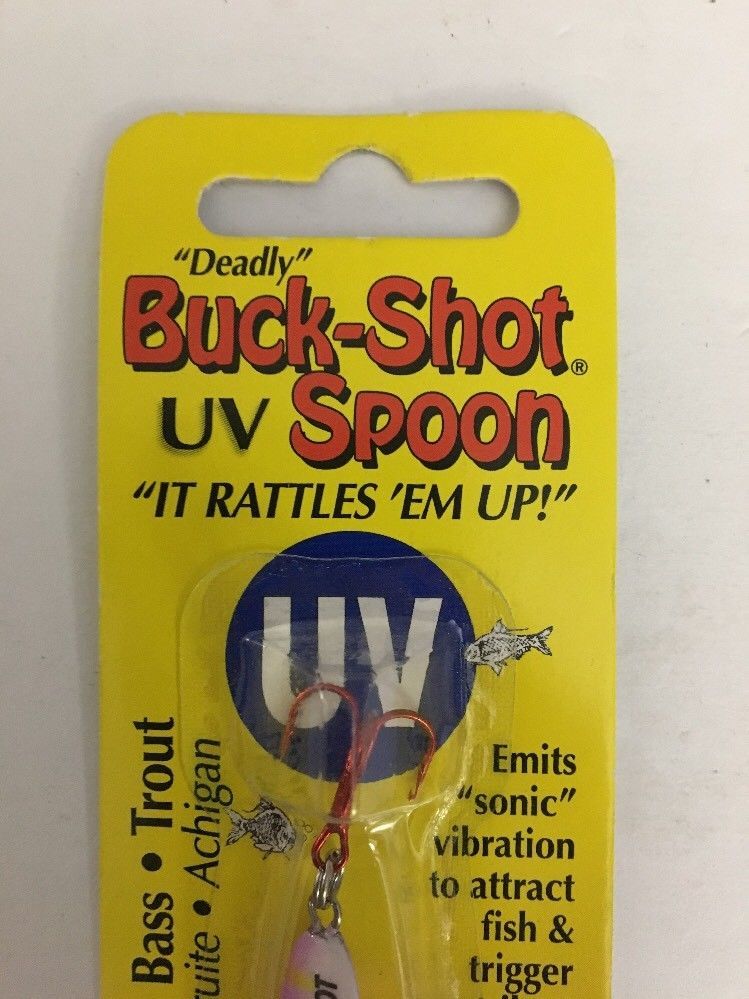 "Deadly"
Buck-Shot®
UV Spoon
"IT RATTLES 'EM UP!"
UV
Emits
"sonic"
vibration
to attract
fish &
trigger
Bass • Trout
Achigan